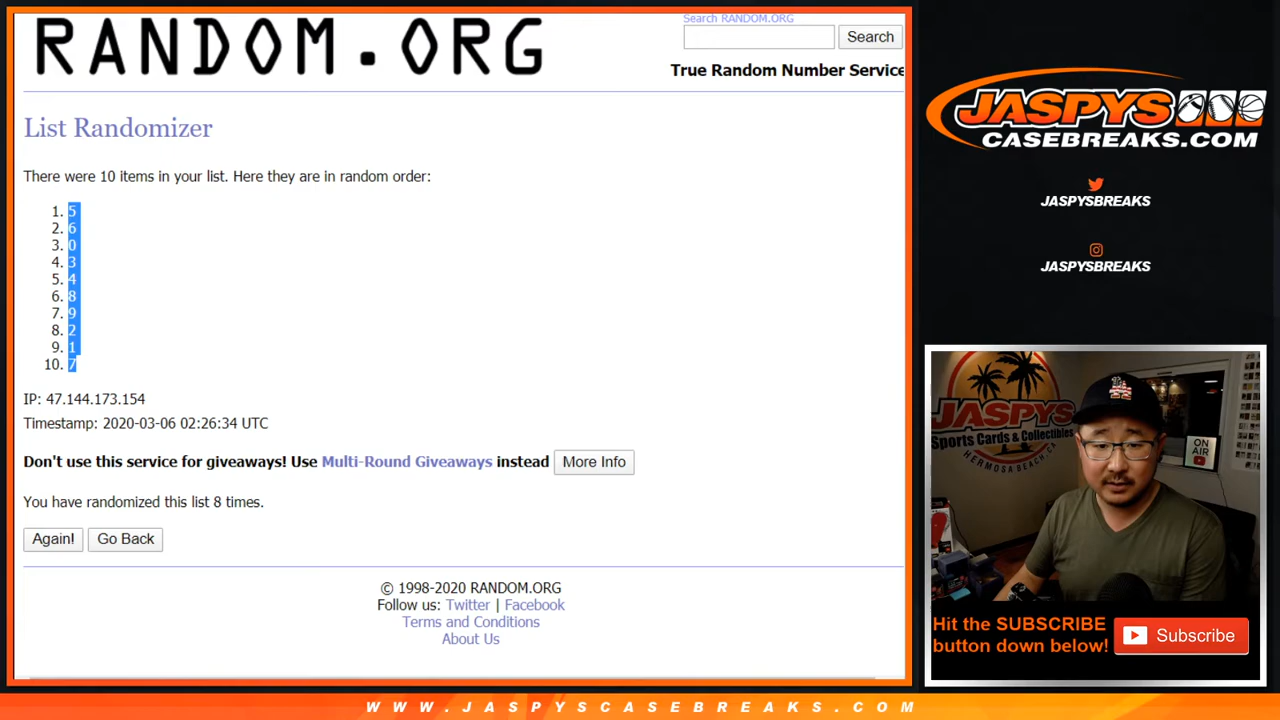 RANDOM.ORG
Search RANDOM.ORG
Search
True Random Number Service
List Randomizer
There were 10 items in your list. Here they are in random order:
1. 5
2. 6
3. 0
4. 3
5. 4
6. 8
7. 9
8. 2
9. 1
10. 7
IP: 47.144.173.154
Timestamp: 2020-03-06 02:26:34 UTC
Don't use this service for giveaways! Use Multi-Round Giveaways instead More Info
You have randomized this list 8 times.
Again! Go Back
© 1998-2020 RANDOM.ORG
Follow us: Twitter | Facebook
Terms and Conditions
About Us
JASPYS
CASEBREAKS.COM
JASPYSBREAKS
JASPYSBREAKS
JASPYS
Sports Cards & Collectibles
HERMOSA BEACH, CA
ON
AIR
Hit the SUBSCRIBE
button down below!
Subscribe
WWW.JASPYSCASEBREAKS.COM